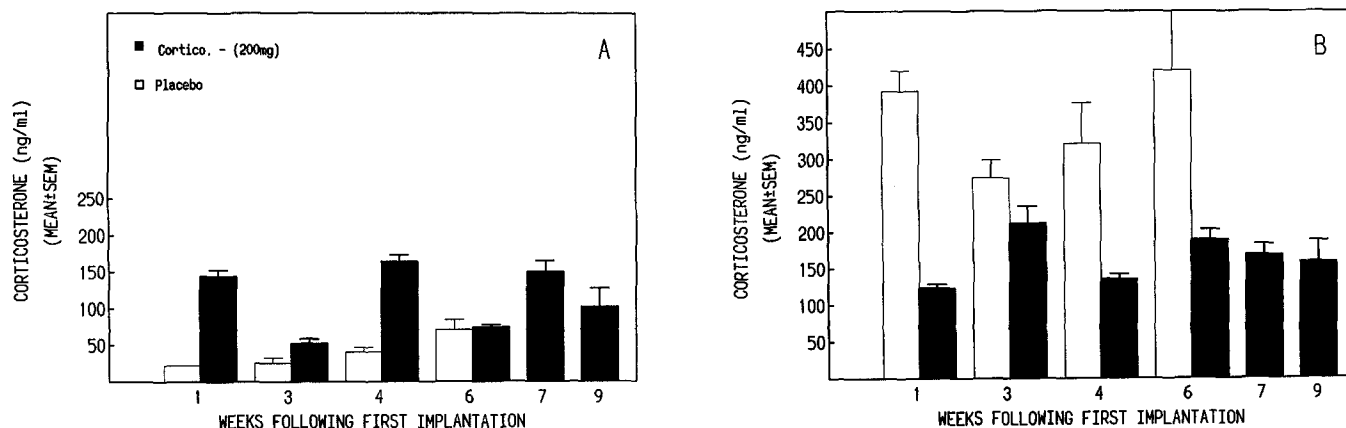 A
Cortico. - (200mg)
Placebo
CORTICOSTERONE (ng/ml)
(MEAN±SEM)
250
200
150
100
50
1 3 4 6 7 9
WEEKS FOLLOWING FIRST IMPLANTATION
B
CORTICOSTERONE (ng/ml)
(MEAN±SEM)
450
400
350
300
250
200
150
100
50
1 3 4 6 7 9
WEEKS FOLLOWING FIRST IMPLANTATION